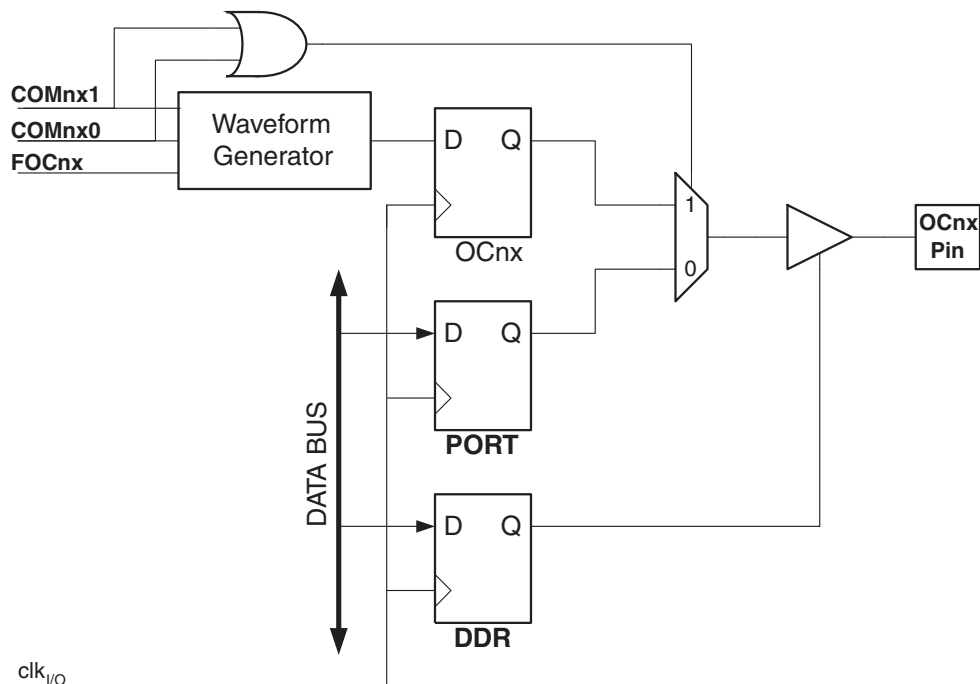 COMnx1
COMnx0
FOCnx
Waveform
Generator
D Q
OCnx
1
0
OCnx
Pin
D Q
PORT
DATA BUS
D Q
DDR
clkI/O